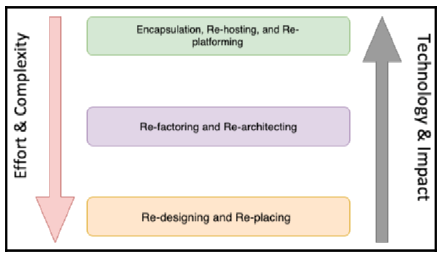 Effort & Complexity
Encapsulation, Re-hosting, and Re-
platforming
Re-factoring and Re-architecting
Re-designing and Re-placing
Technology & Impact